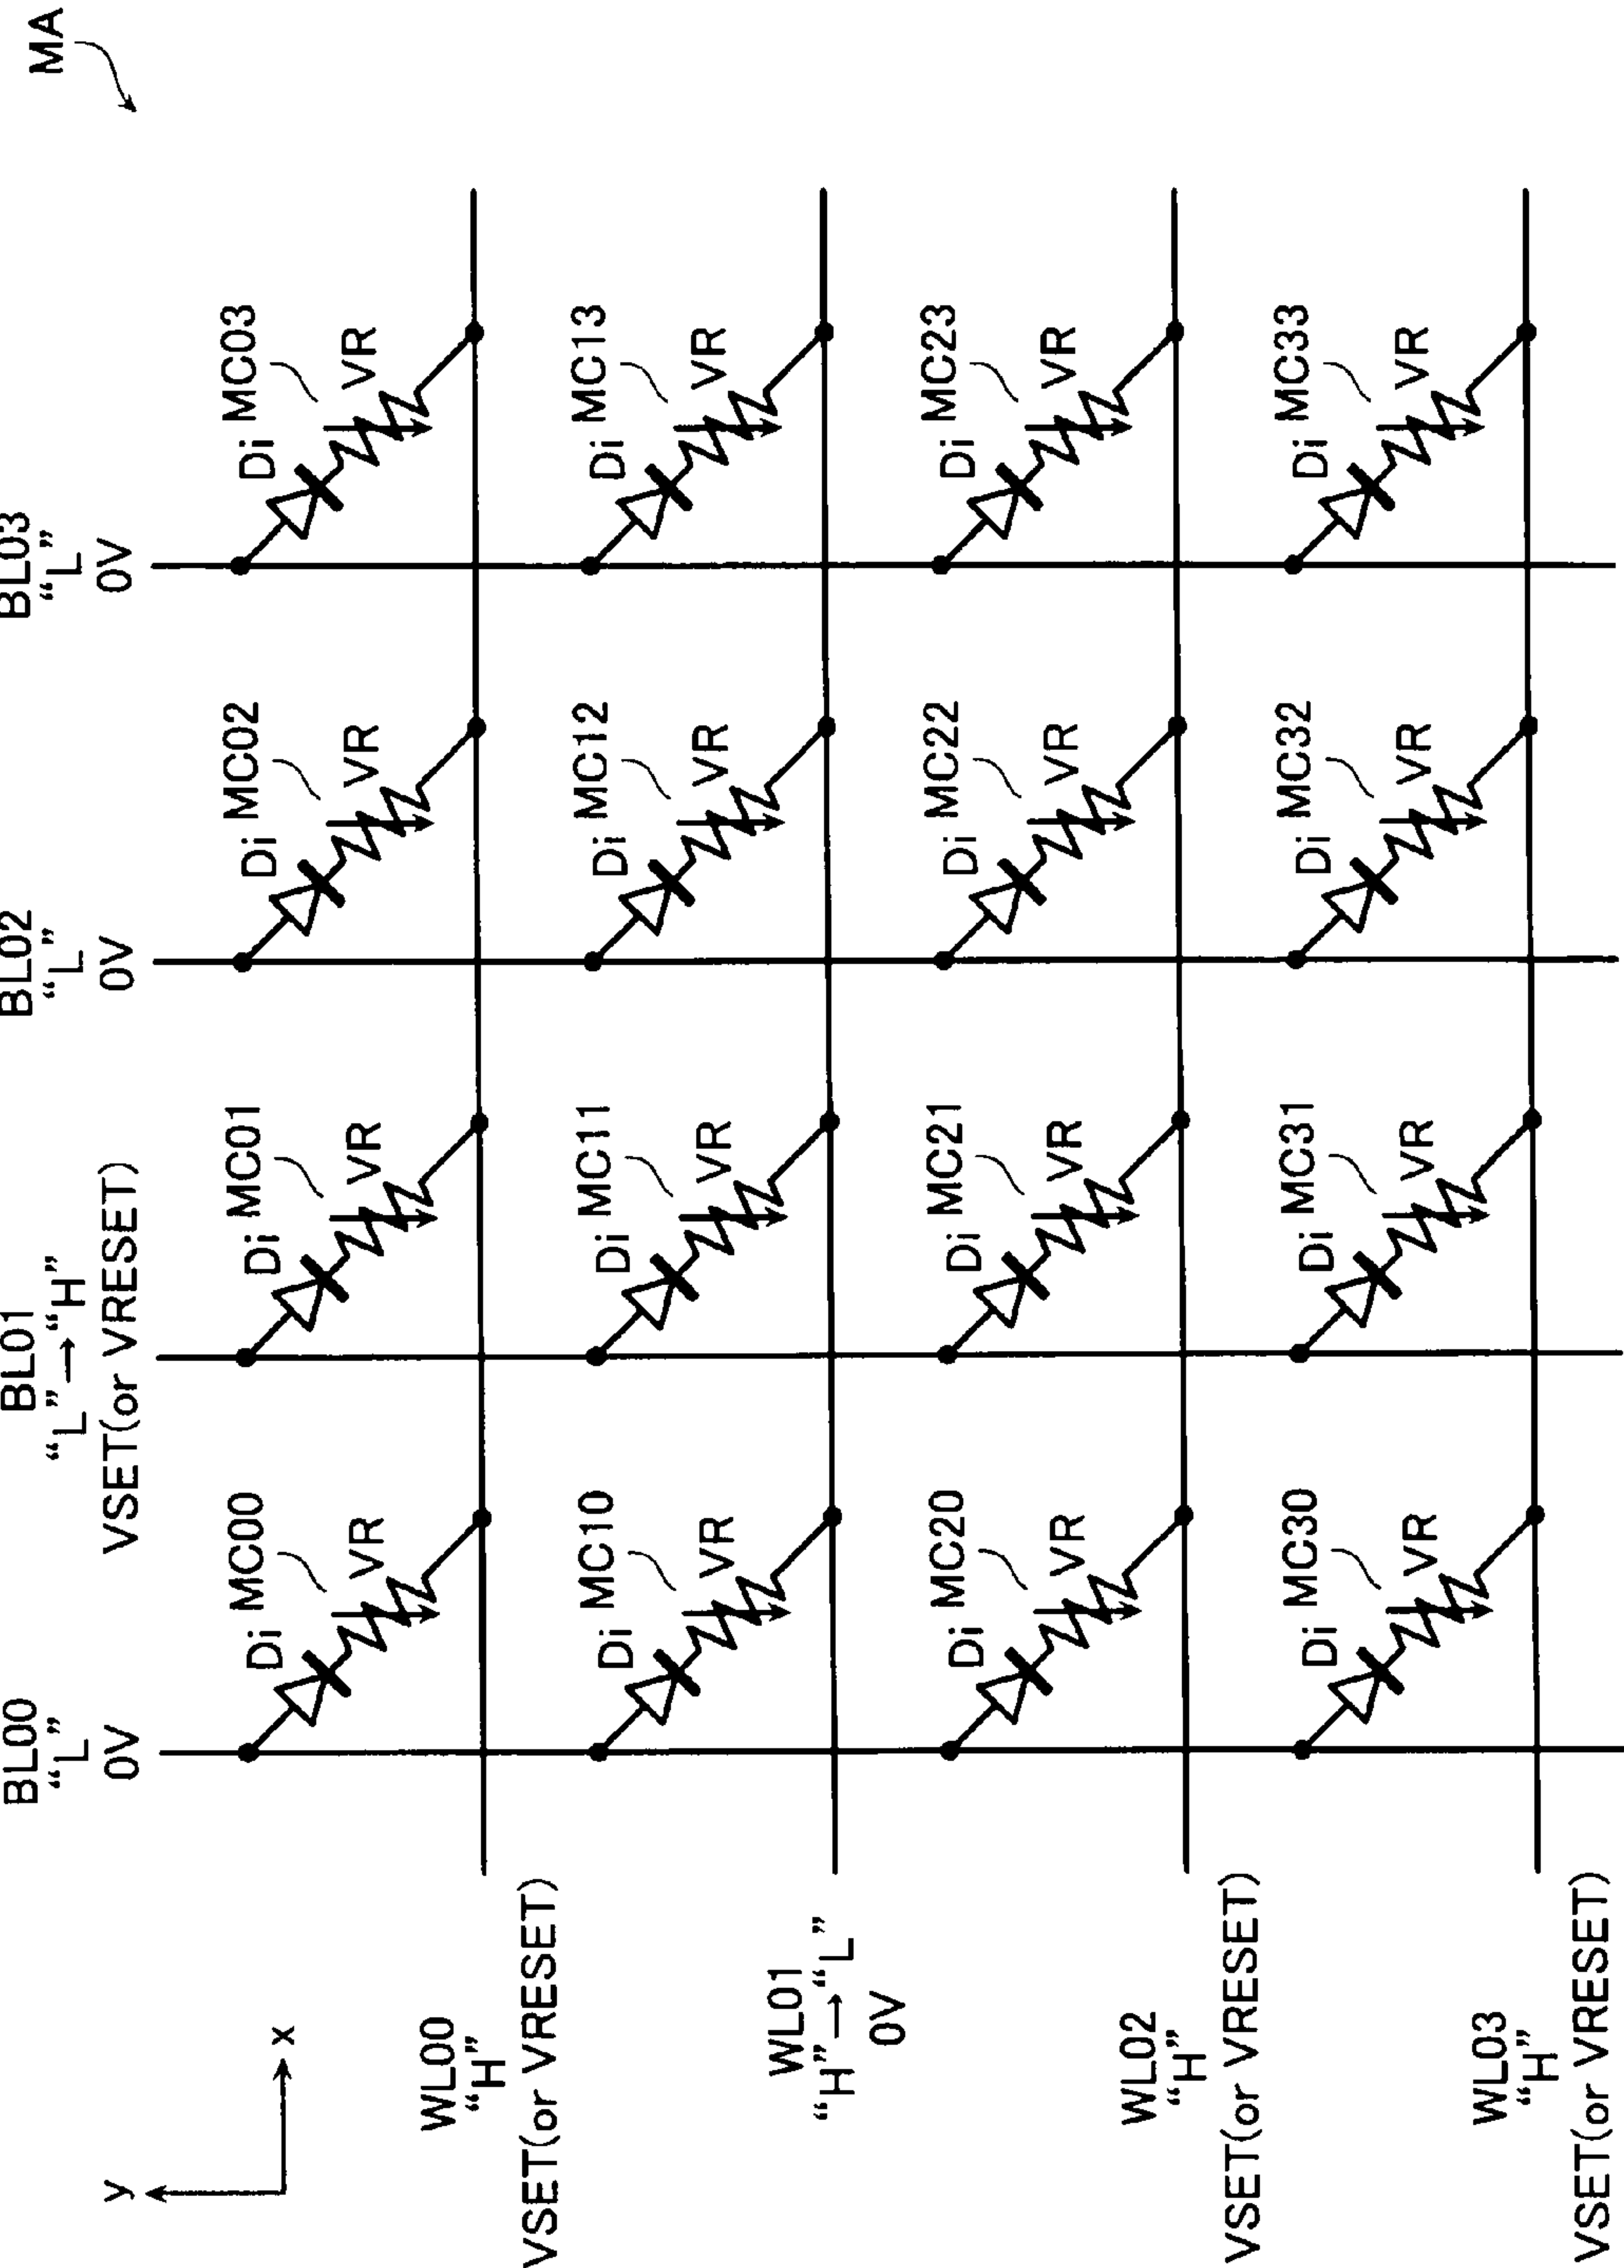 MA
BL00
“L”
0V
BL01
“L”→“H”
VSET(or VRESET)
BL02
“L”
0V
BL03
“L”
0V
MC00
Di
VR
MC01
Di
VR
MC02
Di
VR
MC03
Di
VR
WL00
“H”
VSET(or VRESET)
MC10
Di
VR
MC11
Di
VR
MC12
Di
VR
MC13
Di
VR
WL01
“H”→“L”
0V
MC20
Di
VR
MC21
Di
VR
MC22
Di
VR
MC23
Di
VR
WL02
“H”
VSET(or VRESET)
MC30
Di
VR
MC31
Di
VR
MC32
Di
VR
MC33
Di
VR
WL03
“H”
VSET(or VRESET)
y
x